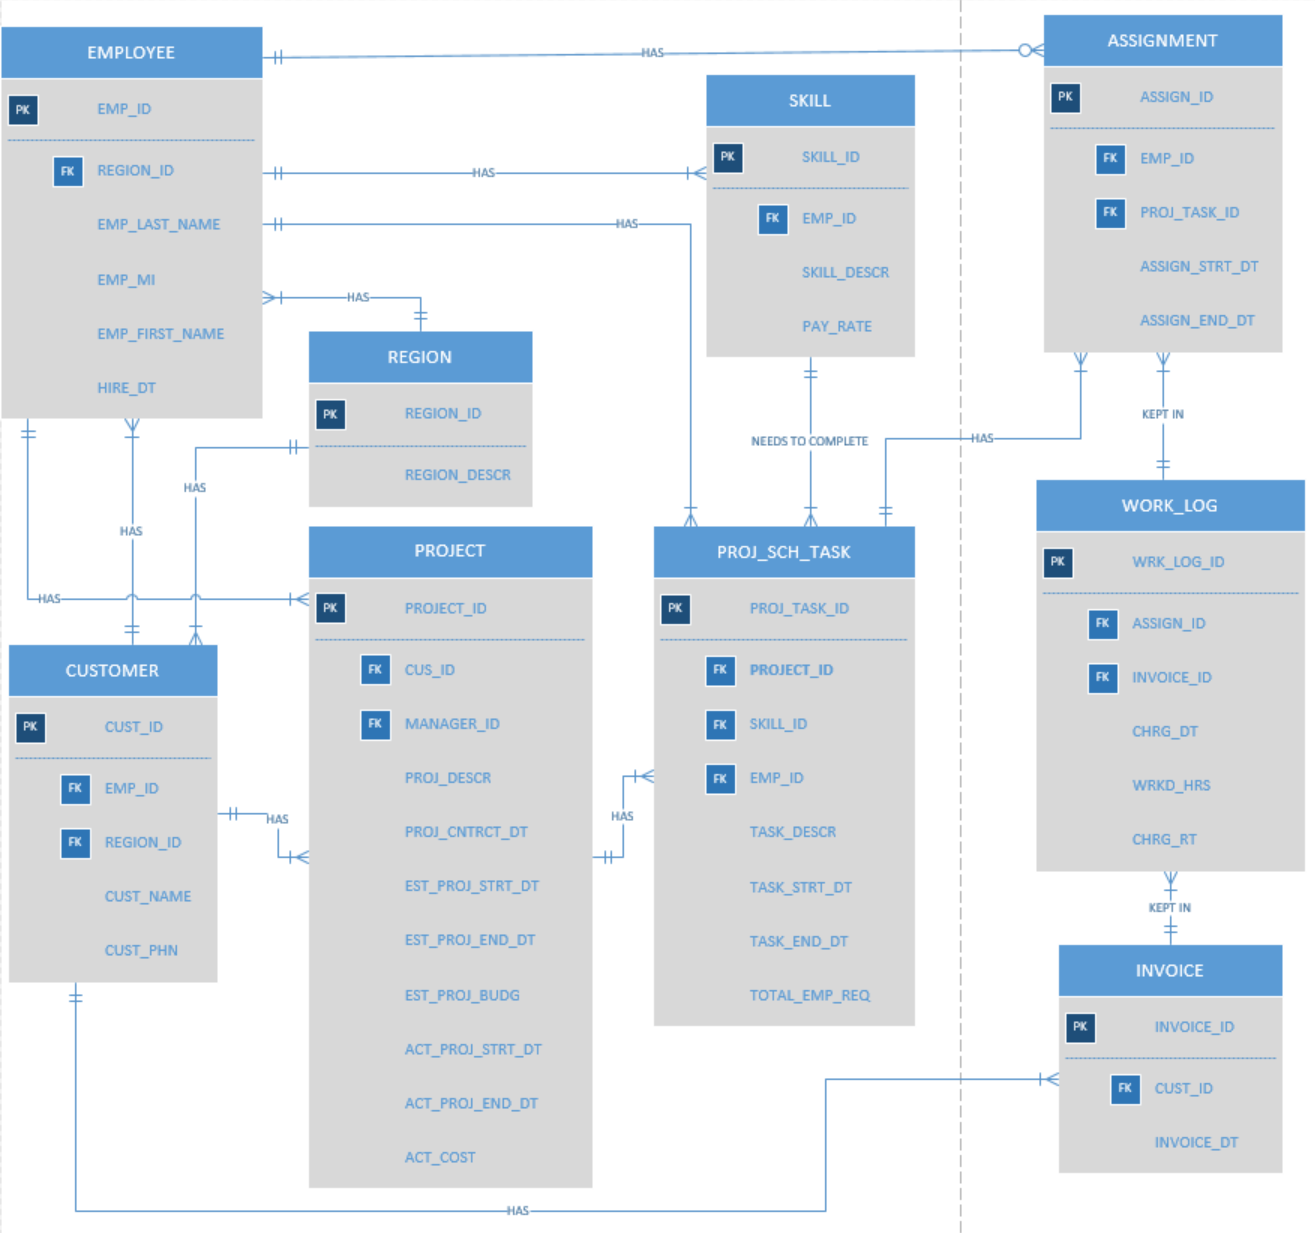 EMPLOYEE
PK EMP_ID
FK REGION_ID
EMP_LAST_NAME
EMP_MI
EMP_FIRST_NAME
HIRE_DT
HAS
HAS
HAS
HAS
HAS
HAS
HAS
SKILL
PK SKILL_ID
FK EMP_ID
SKILL_DESCR
PAY_RATE
NEEDS TO COMPLETE
ASSIGNMENT
PK ASSIGN_ID
FK EMP_ID
FK PROJ_TASK_ID
ASSIGN_STRT_DT
ASSIGN_END_DT
HAS
KEPT IN
REGION
PK REGION_ID
REGION_DESCR
PROJECT
PK PROJECT_ID
FK CUS_ID
FK MANAGER_ID
PROJ_DESCR
PROJ_CNTRCT_DT
EST_PROJ_STRT_DT
EST_PROJ_END_DT
EST_PROJ_BUDG
ACT_PROJ_STRT_DT
ACT_PROJ_END_DT
ACT_COST
HAS
PROJ_SCH_TASK
PK PROJ_TASK_ID
FK PROJECT_ID
FK SKILL_ID
FK EMP_ID
TASK_DESCR
TASK_STRT_DT
TASK_END_DT
TOTAL_EMP_REQ
WORK_LOG
PK WRK_LOG_ID
FK ASSIGN_ID
FK INVOICE_ID
CHRG_DT
WRKD_HRS
CHRG_RT
KEPT IN
CUSTOMER
PK CUST_ID
FK EMP_ID
FK REGION_ID
CUST_NAME
CUST_PHN
HAS
INVOICE
PK INVOICE_ID
FK CUST_ID
INVOICE_DT
HAS